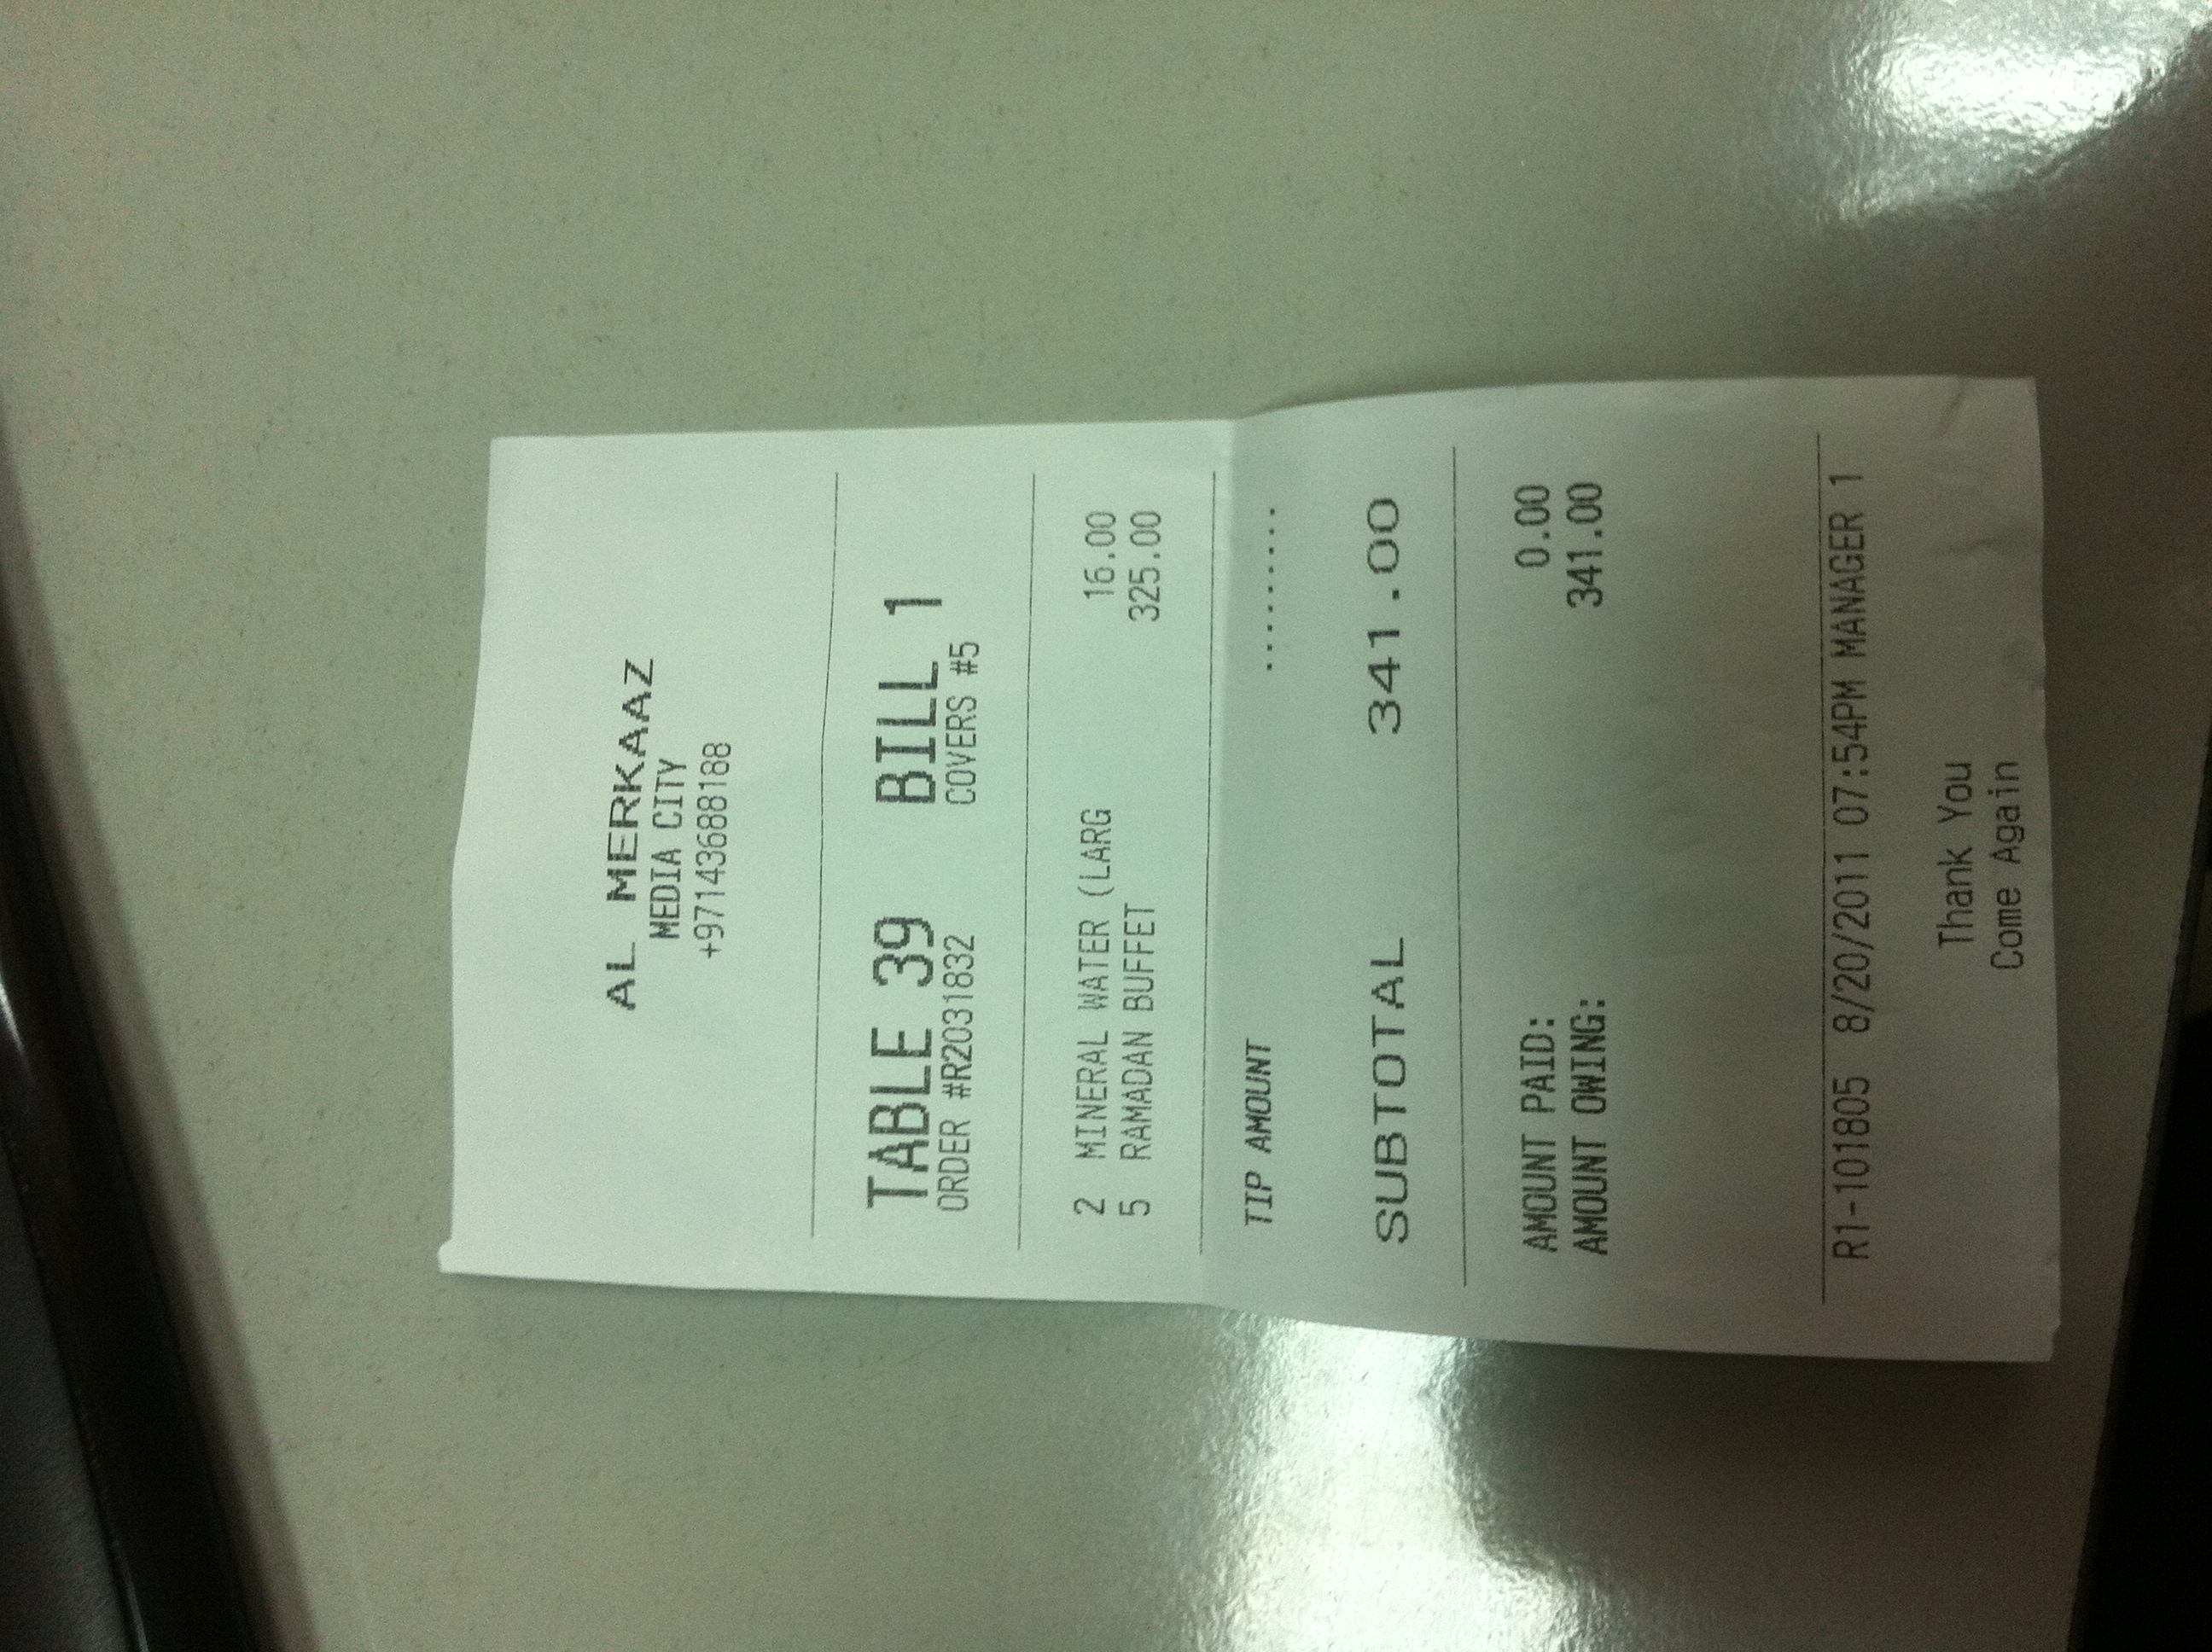 AL MERKAAZ
MEDIA CITY
+97143688188
TABLE 39 BILL 1
ORDER #R2031832 COVERS #5
2 MINERAL WATER (LARG 16.00
5 RAMADAN BUFFET 325.00
TIP AMOUNT .........
SUBTOTAL 341.00
AMOUNT PAID: 0.00
AMOUNT OWING: 341.00
R1-101805 8/20/2011 07:54PM MANAGER 1
Thank You
Come Again